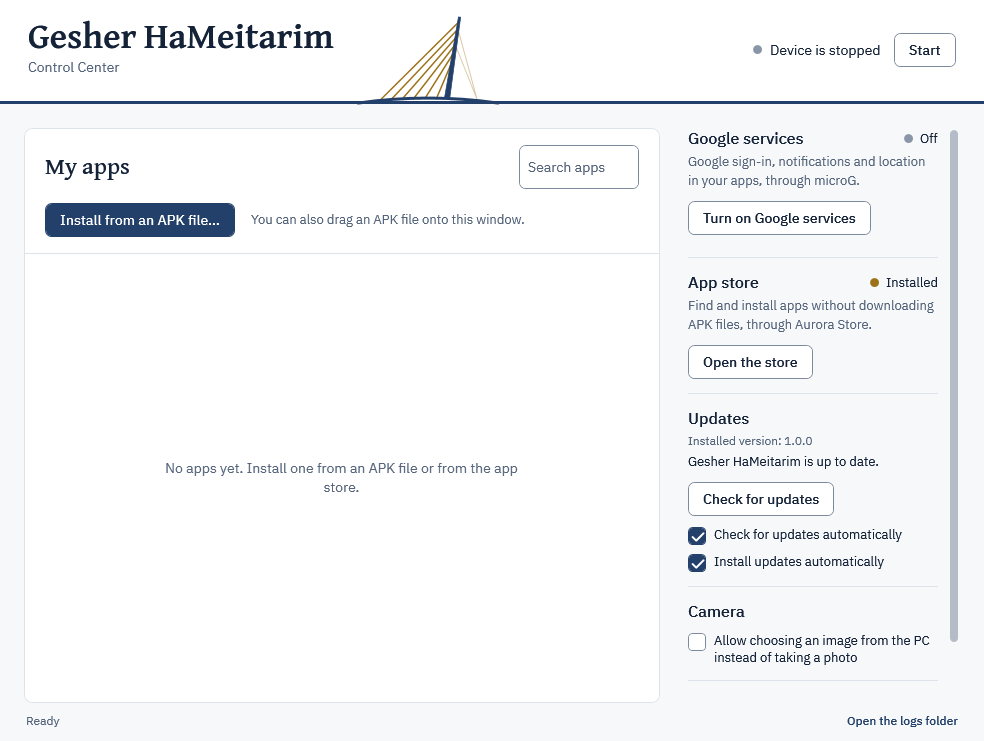 Gesher HaMeitarim
Control Center
Device is stopped
Start
My apps
Search apps
Install from an APK file...
You can also drag an APK file onto this window.
No apps yet. Install one from an APK file or from the app
store.
Google services
Off
Google sign-in, notifications and location
in your apps, through microG.
Turn on Google services
App store
Installed
Find and install apps without downloading
APK files, through Aurora Store.
Open the store
Updates
Installed version: 1.0.0
Gesher HaMeitarim is up to date.
Check for updates
Check for updates automatically
Install updates automatically
Camera
Allow choosing an image from the PC
instead of taking a photo
Ready
Open the logs folder